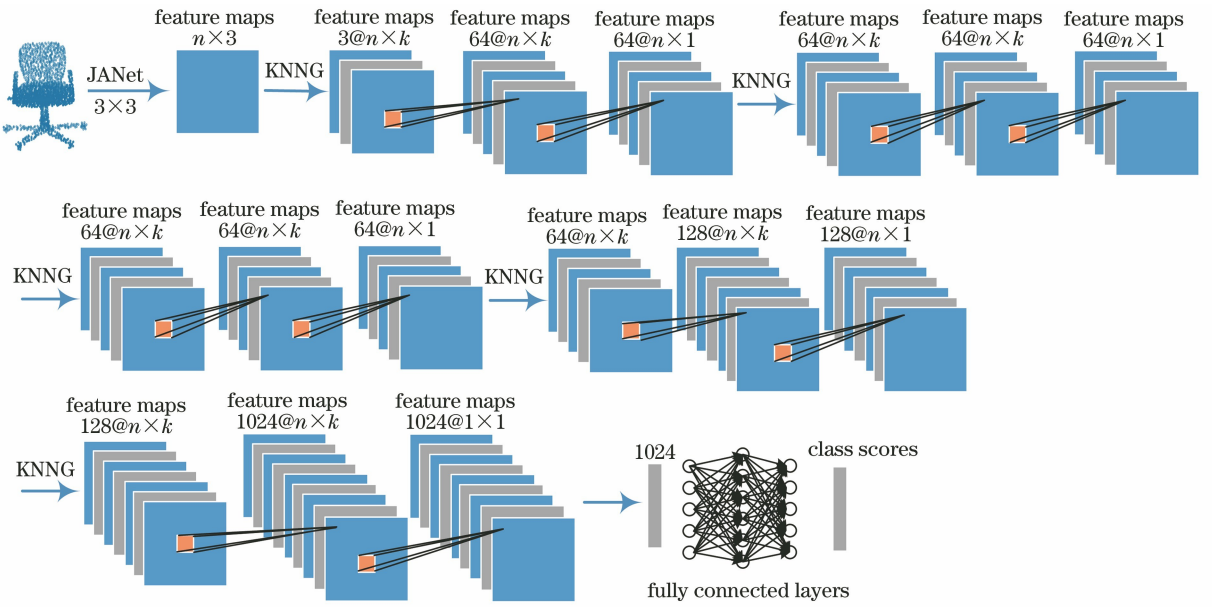 feature maps
n×3
feature maps
3@n×k
feature maps
64@n×k
feature maps
64@n×1
feature maps
64@n×k
feature maps
64@n×k
feature maps
64@n×1
JANet
3×3
KNNG
KNNG
feature maps
64@n×k
feature maps
64@n×k
feature maps
64@n×1
feature maps
64@n×k
feature maps
128@n×k
feature maps
128@n×1
KNNG
KNNG
feature maps
128@n×k
feature maps
1024@n×k
feature maps
1024@1×1
KNNG
1024
class scores
fully connected layers